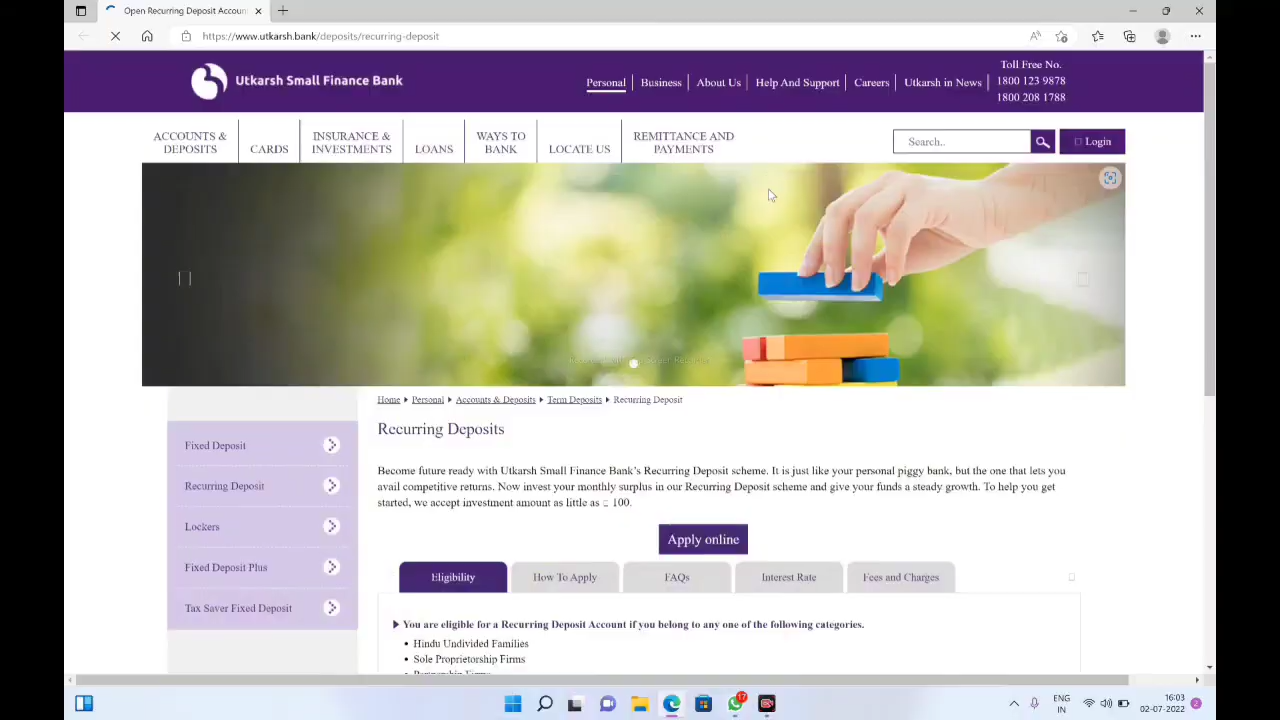 Open Recurring Deposit Accoun
https://www.utkarsh.bank/deposits/recurring-deposit
Utkarsh Small Finance Bank
Personal
Business
About Us
Help And Support
Careers
Utkarsh in News
Toll Free No.
1800 123 9878
1800 208 1788
ACCOUNTS &
DEPOSITS
CARDS
INSURANCE &
INVESTMENTS
LOANS
WAYS TO
BANK
LOCATE US
REMITTANCE AND
PAYMENTS
Search..
Login
Home
Personal
Accounts & Deposits
Term Deposits
Recurring Deposit
Fixed Deposit
Recurring Deposit
Lockers
Fixed Deposit Plus
Tax Saver Fixed Deposit
Recurring Deposits
Become future ready with Utkarsh Small Finance Bank's Recurring Deposit scheme. It is just like your personal piggy bank, but the one that lets you
avail competitive returns. Now invest your monthly surplus in our Recurring Deposit scheme and give your funds a steady growth. To help you get
started, we accept investment amount as little as □ 100.
Apply online
Eligibility
How To Apply
FAQs
Interest Rate
Fees and Charges
You are eligible for a Recurring Deposit Account if you belong to any one of the following categories.
• Hindu Undivided Families
• Sole Proprietorship Firms
17
ENG
IN
16:03
02-07-2022
2